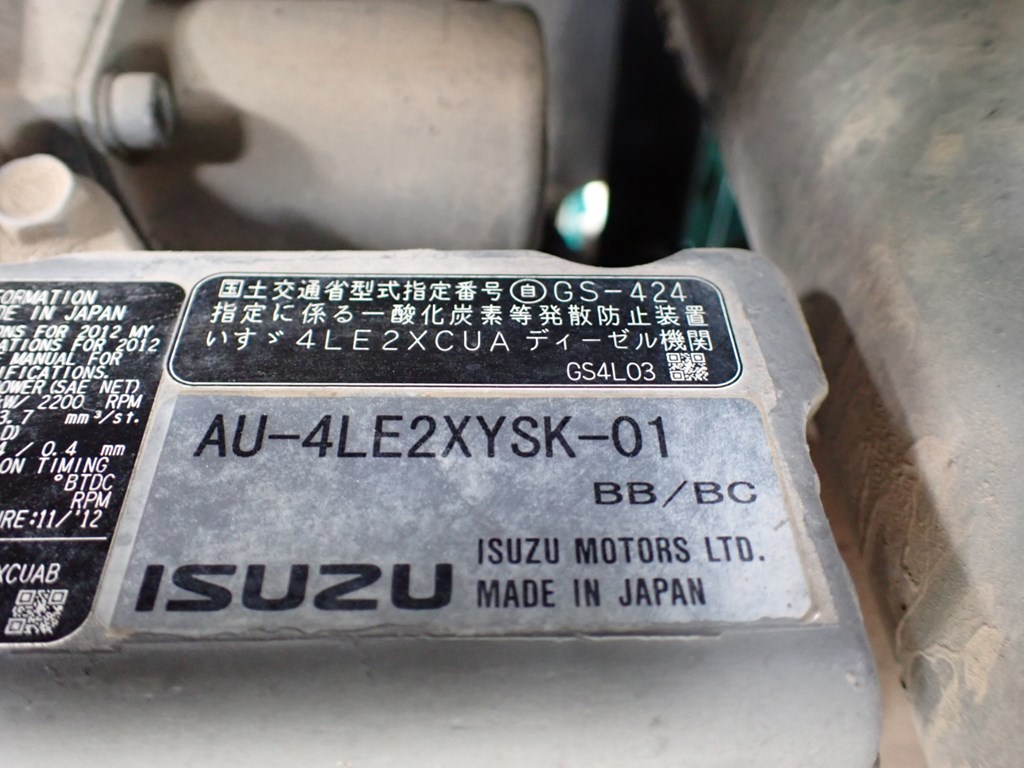 FORMATION
DE IN JAPAN
ONS FOR 2012 MY
ATIONS FOR 2012
MANUAL FOR
IFICATIONS.
POWER (SAE NET)
kW/ 2200 RPM
3.7 mm³/st.
/ 0.4 mm
ON TIMING
°BTDC
RPM
URE:11/'12
XCUAB
国土交通省型式指定番号 自 GS-424
指定に係る一酸化炭素等発散防止装置
いすゞ 4LE2XCUA ディーゼル機関
GS4L03
AU-4LE2XYSK-01
BB/BC
ISUZU
ISUZU MOTORS LTD.
MADE IN JAPAN